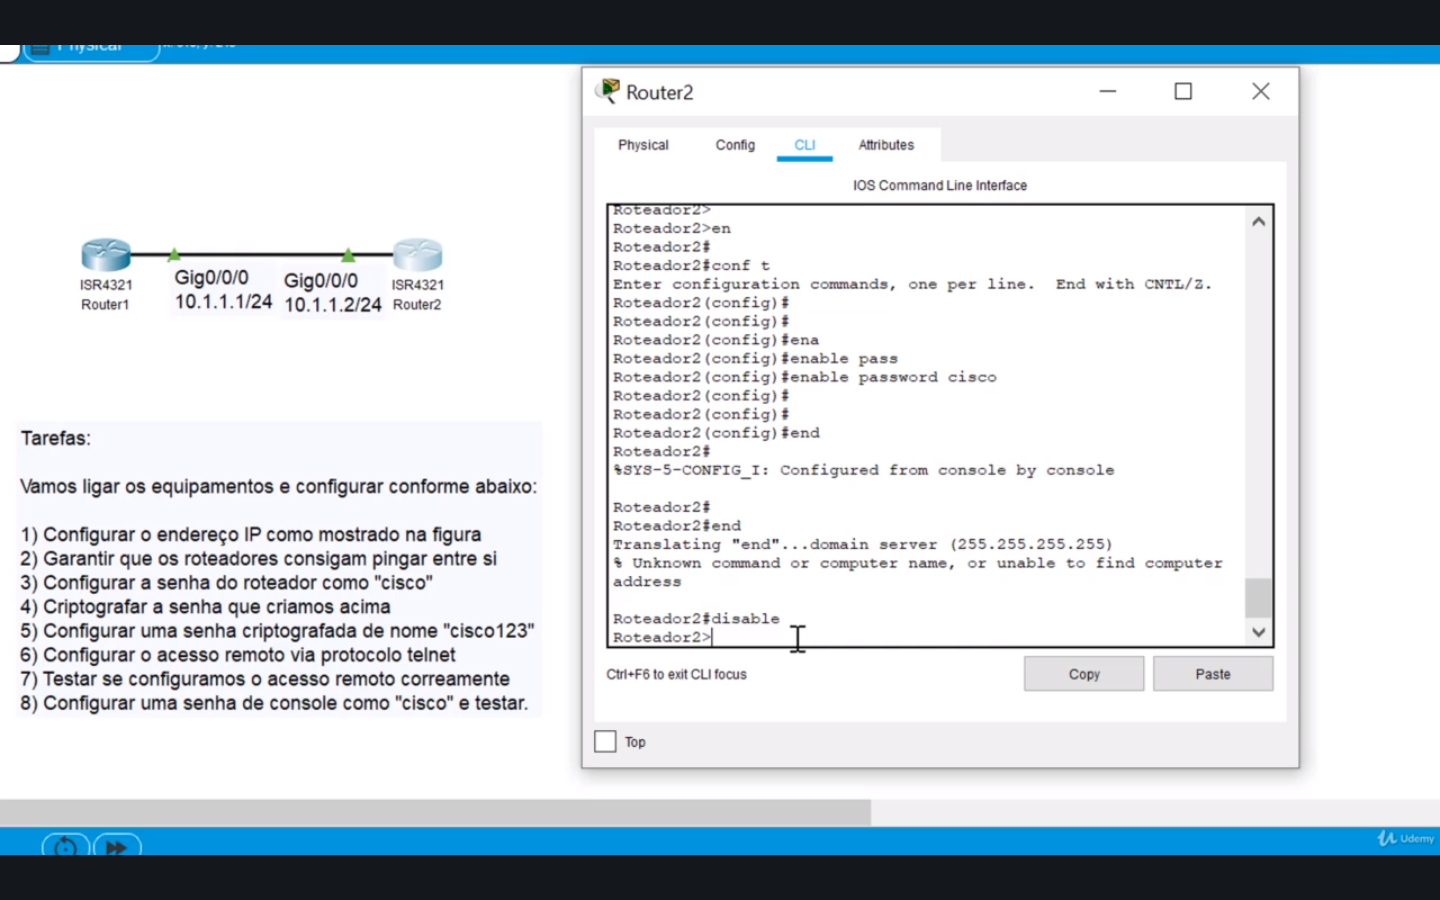 Physical
Router2
Physical
Config
CLI
Attributes
IOS Command Line Interface
Roteador2>
Roteador2>en
Roteador2#
Roteador2#conf t
Enter configuration commands, one per line.  End with CNTL/Z.
Roteador2(config)#
Roteador2(config)#
Roteador2(config)#ena
Roteador2(config)#enable pass
Roteador2(config)#enable password cisco
Roteador2(config)#
Roteador2(config)#
Roteador2(config)#end
Roteador2#
%SYS-5-CONFIG_I: Configured from console by console
Roteador2#
Roteador2#end
Translating "end"...domain server (255.255.255.255)
% Unknown command or computer name, or unable to find computer
address
Roteador2#disable
Roteador2>
Ctrl+F6 to exit CLI focus
Copy
Paste
Top
Gig0/0/0
10.1.1.1/24
Gig0/0/0
10.1.1.2/24
ISR4321
Router1
ISR4321
Router2
Tarefas:
Vamos ligar os equipamentos e configurar conforme abaixo:
1) Configurar o endereço IP como mostrado na figura
2) Garantir que os roteadores consigam pingar entre si
3) Configurar a senha do roteador como "cisco"
4) Criptografar a senha que criamos acima
5) Configurar uma senha criptografada de nome "cisco123"
6) Configurar o acesso remoto via protocolo telnet
7) Testar se configuramos o acesso remoto correamente
8) Configurar uma senha de console como "cisco" e testar.
Udemy